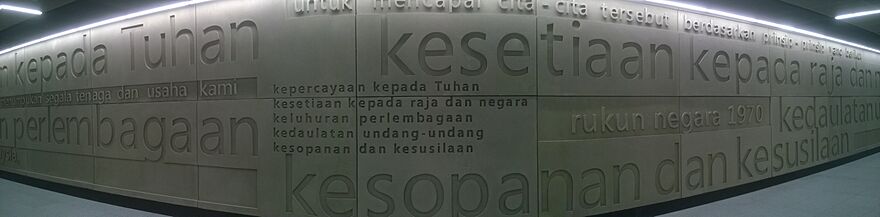 untuk mencapai cita-cita tersebut berdasarkan prinsip-prinsip yang berikut
kepada Tuhan
kesetiaan kepada raja dan n
segala tenaga dan usaha kami
n perlembagaan
kepercayaan kepada Tuhan
kesetiaan kepada raja dan negara
keluhuran perlembagaan
kedaulatan undang-undang
kesopanan dan kesusilaan
rukun negara 1970
kedaulatan u
kesopanan dan kesusilaan